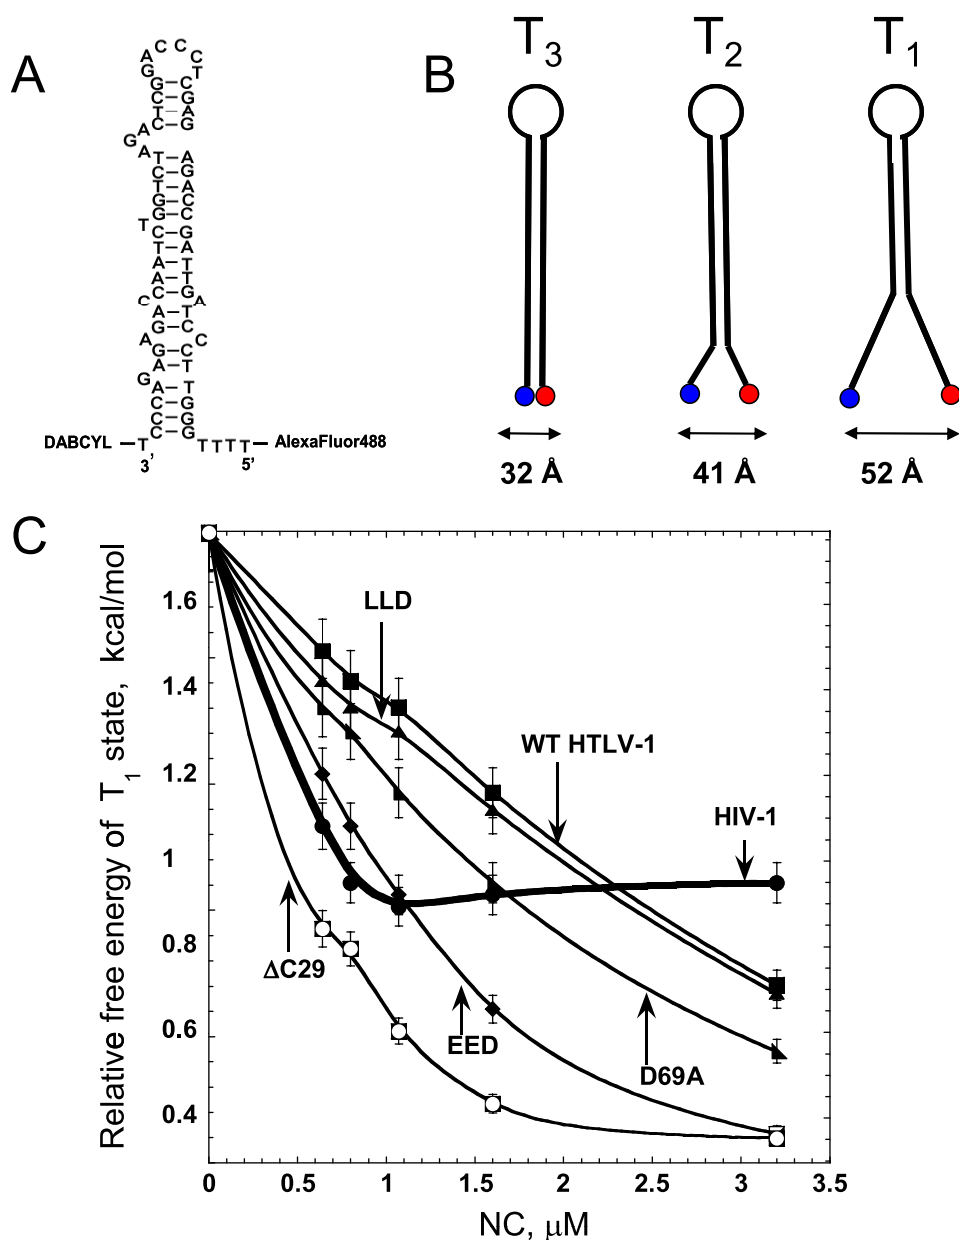 A
B
C
T3
T2
T1
A C C C
G T
G–C
C–G
T–A
C–G
A
G
A
T–A
C–G
T–A
G–C
G–C
T
C–G
T–A
A–T
A–T
C–G
C A
A–T
G–C
A C
G–C
A–T
G
A–T
C–G
C–G
C–G
DABCYL –T TTTT– AlexaFluor488
3' 5'
32 Å
41 Å
52 Å
Relative free energy of T1 state, kcal/mol
1.6
1.4
1.2
1
0.8
0.6
0.4
LLD
WT HTLV-1
HIV-1
ΔC29
EED
D69A
0 0.5 1 1.5 2 2.5 3 3.5
NC, μM